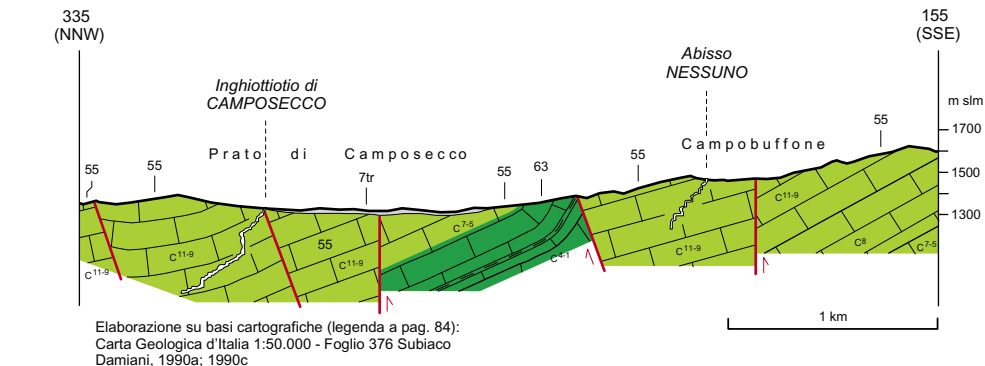 335
(NNW)
155
(SSE)
Abisso
NESSUNO
Inghiottiotio di
CAMPOSECCO
m slm
1700
1500
1300
Prato di Camposecco
Campobuffone
55
55
7tr
55
63
55
55
55
C11-9
C11-9
C11-9
C7-5
C4-1
C11-9
C11-9
C8
C7-5
1 km
Elaborazione su basi cartografiche (legenda a pag. 84):
Carta Geologica d'Italia 1:50.000 - Foglio 376 Subiaco
Damiani, 1990a; 1990c